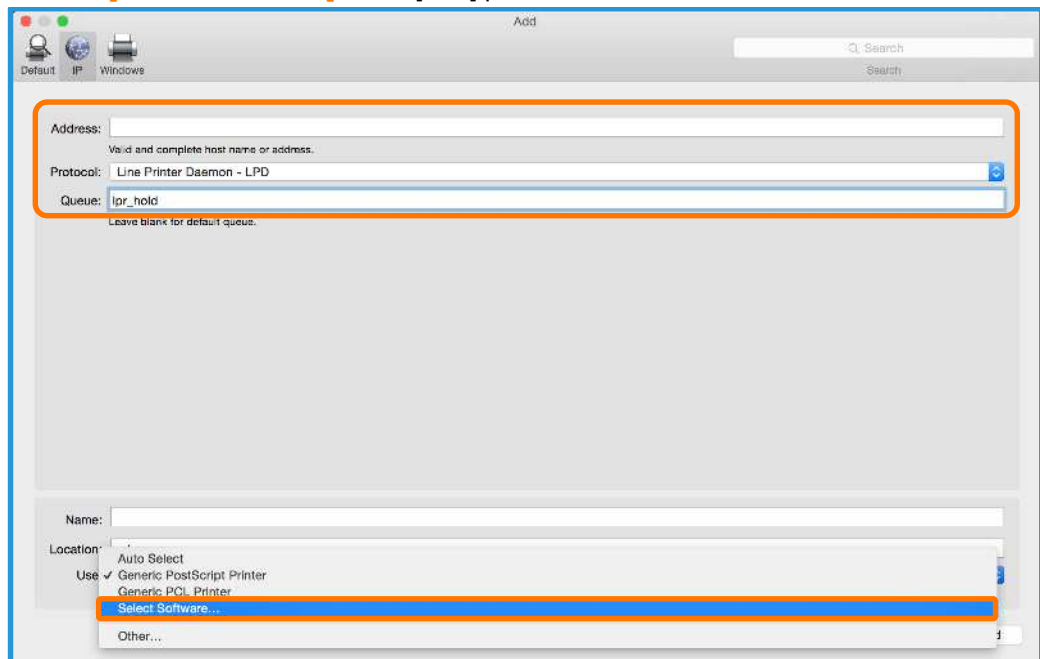 Add
Search
Default IP Windows
Search
Address:
Valid and complete host name or address.
Protocol: Line Printer Daemon - LPD
Queue: lpr_hold
Leave blank for default queue.
Name:
Location:
Auto Select
Use ✓ Generic PostScript Printer
Generic PCL Printer
Select Software...
Other...